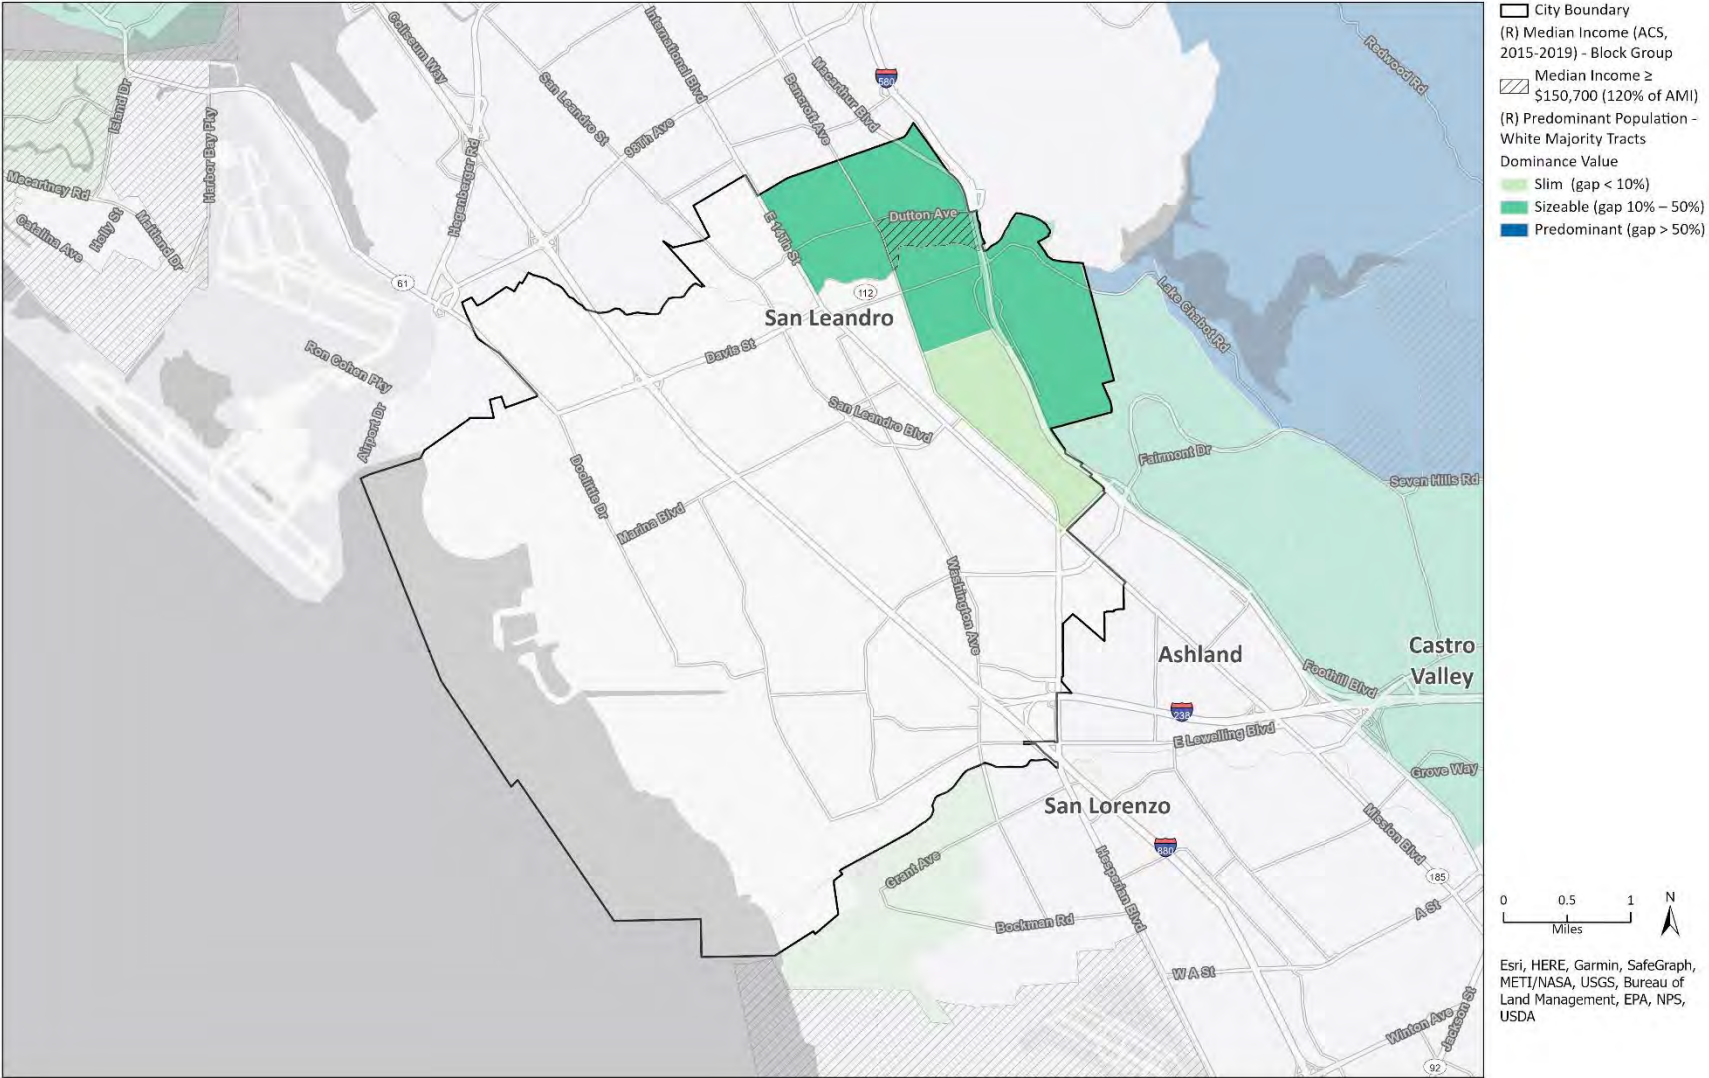 City Boundary
(R) Median Income (ACS,
2015-2019) - Block Group
Median Income ≥
$150,700 (120% of AMI)
(R) Predominant Population -
White Majority Tracts
Dominance Value
Slim (gap < 10%)
Sizeable (gap 10% – 50%)
Predominant (gap > 50%)
Coliseum Way
San Leandro St
International Blvd
Bancroft Ave
Macarthur Blvd
580
Redwood Rd
98Th Ave
Island Dr
Harbor Bay Pky
Hegenberger Rd
Mecartney Rd
Catalina Ave
Holly St
Maitland Dr
61
E 14Th St
Dutton Ave
112
San Leandro
Lake Chabot Rd
Ron Cohen Pky
Airport Dr
Davis St
San Leandro Blvd
Doolittle Dr
Marina Blvd
Fairmont Dr
Seven Hills Rd
Washington Ave
Ashland
Castro
Valley
Foothill Blvd
238
E Lewelling Blvd
Grove Way
San Lorenzo
Mission Blvd
880
Grant Ave
Hesperian Blvd
185
A St
Bockman Rd
W A St
Winton Ave
Jackson St
92
0 0.5 1
Miles
N
Esri, HERE, Garmin, SafeGraph,
METI/NASA, USGS, Bureau of
Land Management, EPA, NPS,
USDA